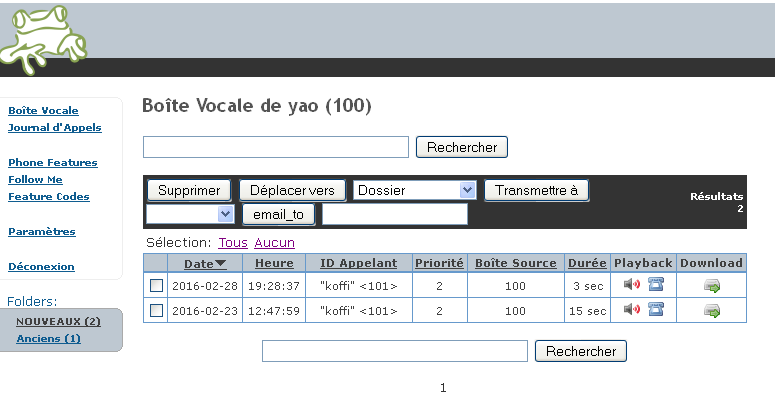 Boîte Vocale
Journal d'Appels
Phone Features
Follow Me
Feature Codes
Paramètres
Déconexion
Folders:
NOUVEAUX (2)
Anciens (1)
Boîte Vocale de yao (100)
Rechercher
Supprimer Déplacer vers Dossier Transmettre à
email_to
Résultats
2
Sélection: Tous Aucun
Date Heure ID Appelant Priorité Boîte Source Durée Playback Download
2016-02-28 19:28:37 "koffi" <101> 2 100 3 sec
2016-02-23 12:47:59 "koffi" <101> 2 100 15 sec
Rechercher
1